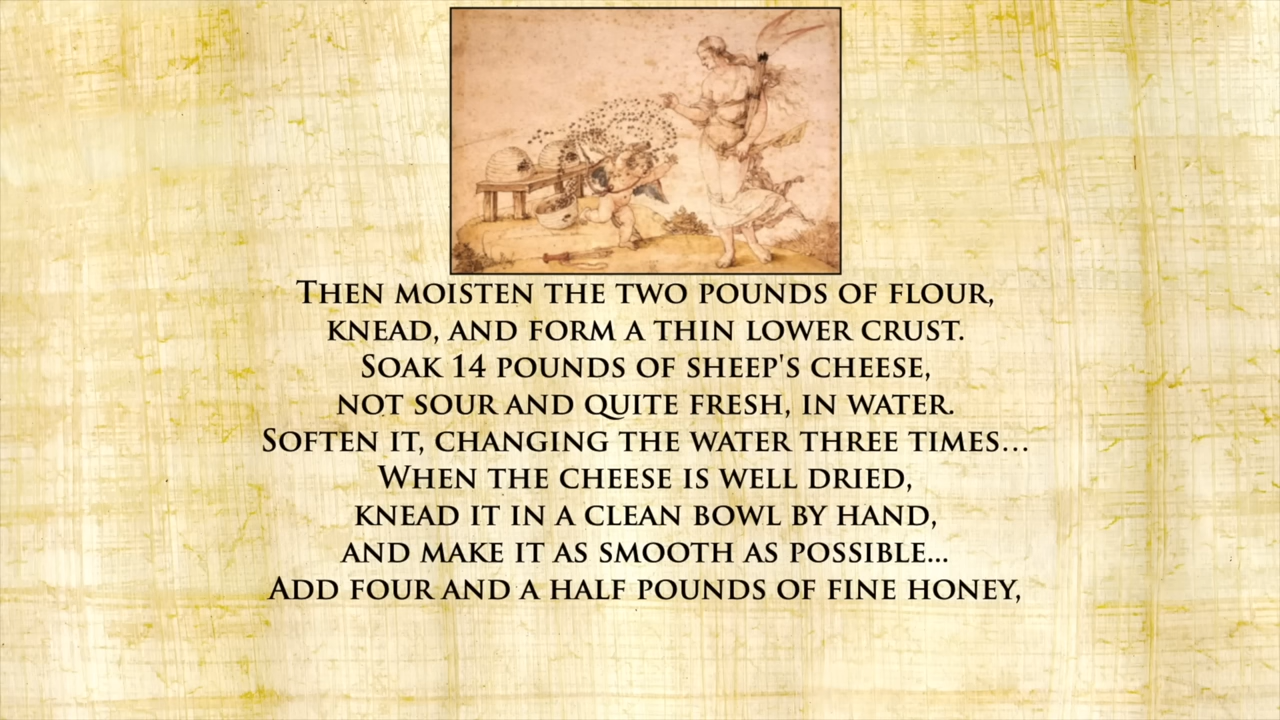 Then moisten the two pounds of flour,
knead, and form a thin lower crust.
Soak 14 pounds of sheep's cheese,
not sour and quite fresh, in water.
Soften it, changing the water three times…
When the cheese is well dried,
knead it in a clean bowl by hand,
and make it as smooth as possible...
Add four and a half pounds of fine honey,